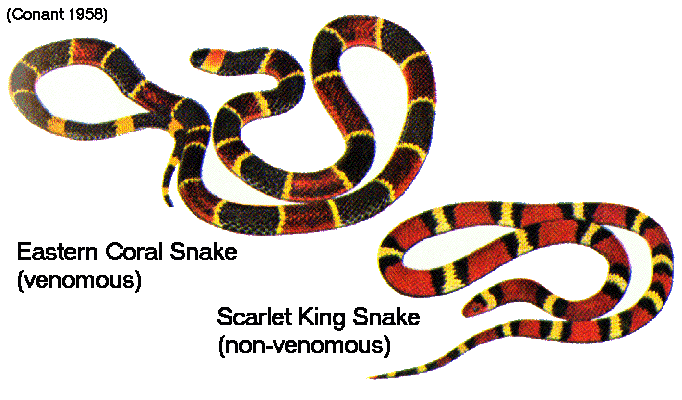 (Conant 1958)
Eastern Coral Snake
(venomous)
Scarlet King Snake
(non-venomous)